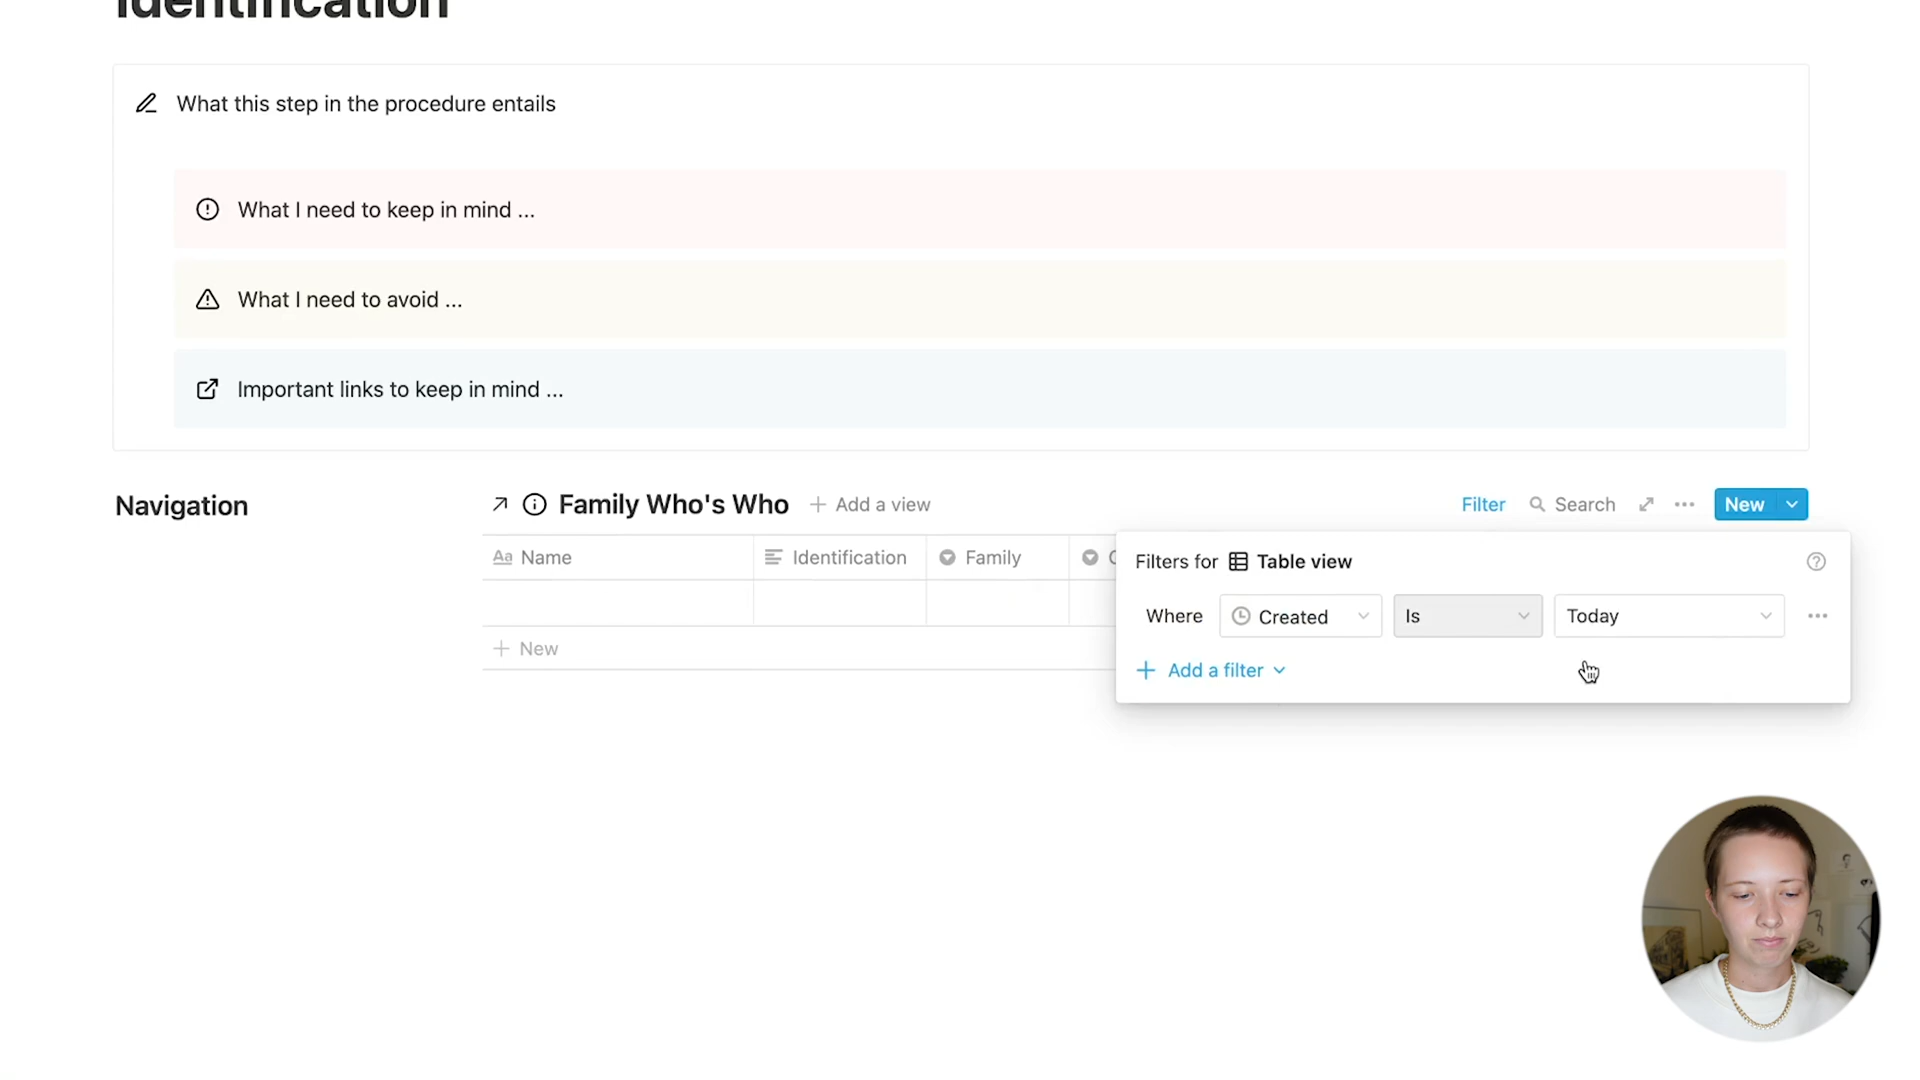 Identification
What this step in the procedure entails
What I need to keep in mind ...
What I need to avoid ...
Important links to keep in mind ...
Navigation
Family Who's Who
Add a view
Filter
Search
New
Aa Name
Identification
Family
Filters for Table view
Where
Created
Is
Today
New
Add a filter